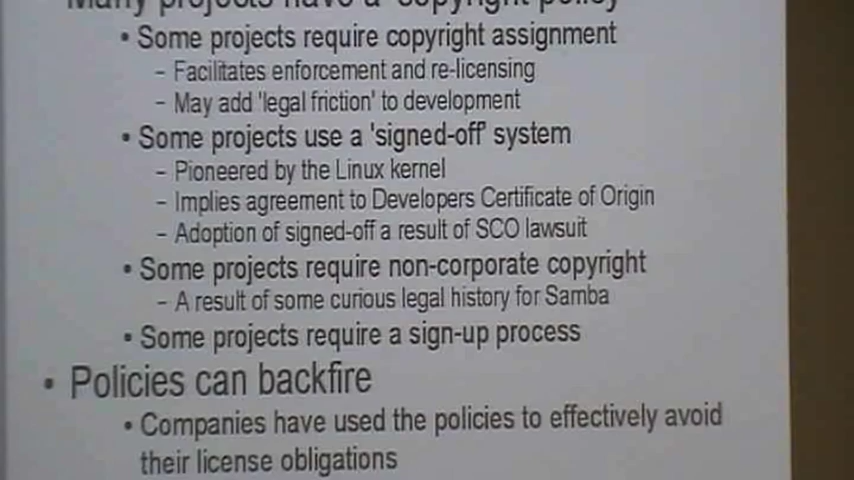 Many projects have a 'copyright policy'
• Some projects require copyright assignment
– Facilitates enforcement and re-licensing
– May add 'legal friction' to development
• Some projects use a 'signed-off' system
– Pioneered by the Linux kernel
– Implies agreement to Developers Certificate of Origin
– Adoption of signed-off a result of SCO lawsuit
• Some projects require non-corporate copyright
– A result of some curious legal history for Samba
• Some projects require a sign-up process
• Policies can backfire
• Companies have used the policies to effectively avoid
their license obligations